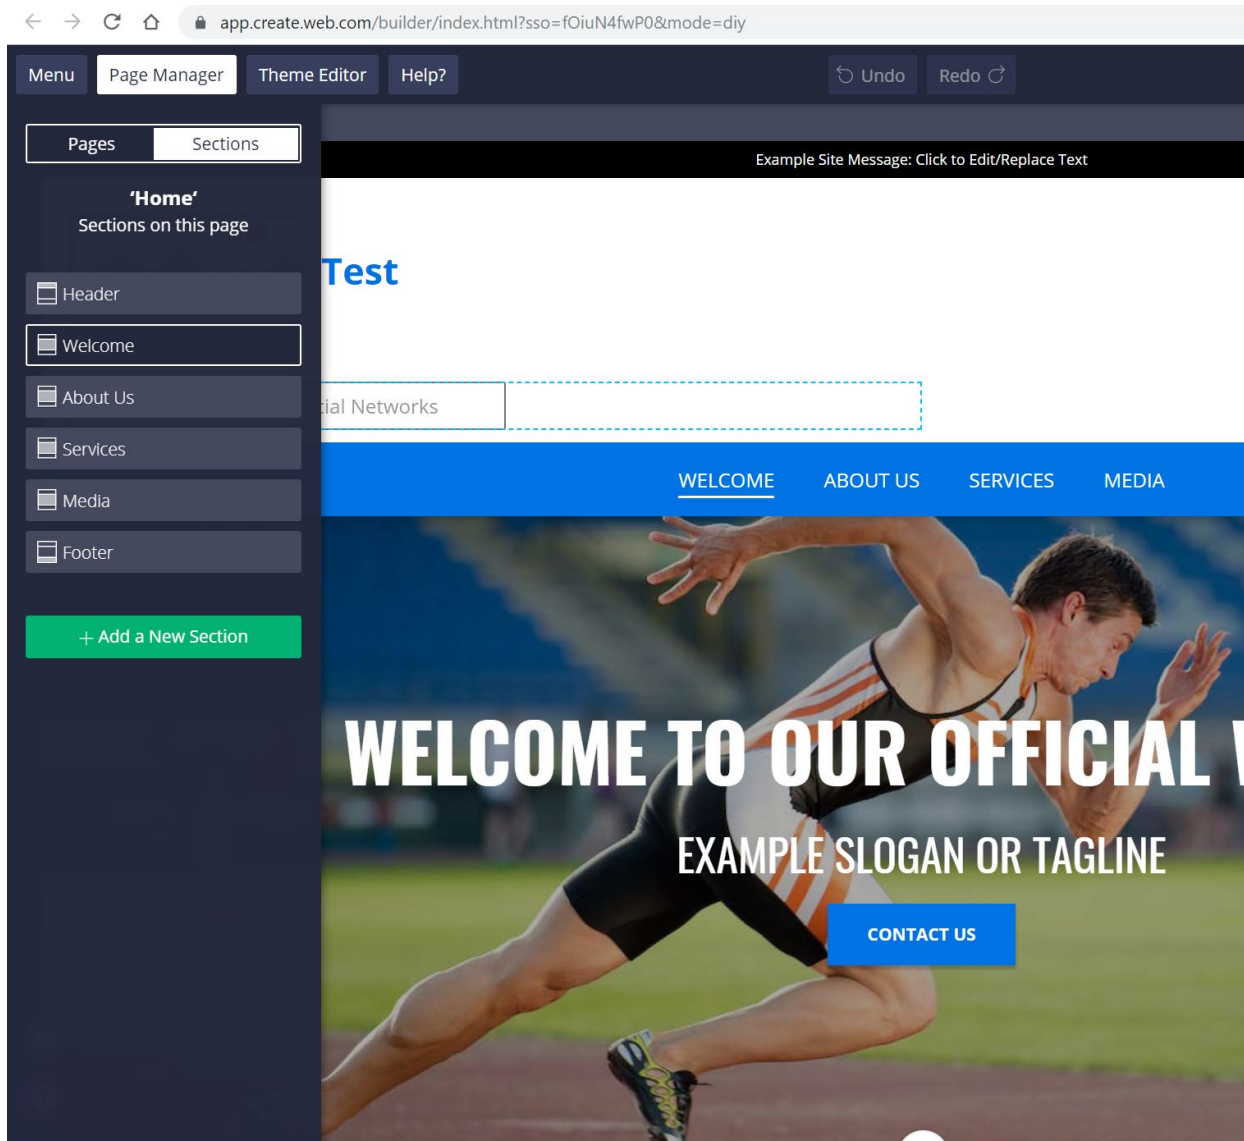 app.create.web.com/builder/index.html?sso=fOiuN4fwP0&mode=diy
Menu Page Manager Theme Editor Help? Undo Redo
Pages Sections
Example Site Message: Click to Edit/Replace Text
‘Home‘
Sections on this page
Test
Header
Welcome
About Us
cial Networks
Services
WELCOME ABOUT US SERVICES MEDIA
Media
Footer
+ Add a New Section
WELCOME TO OUR OFFICIAL
EXAMPLE SLOGAN OR TAGLINE
CONTACT US